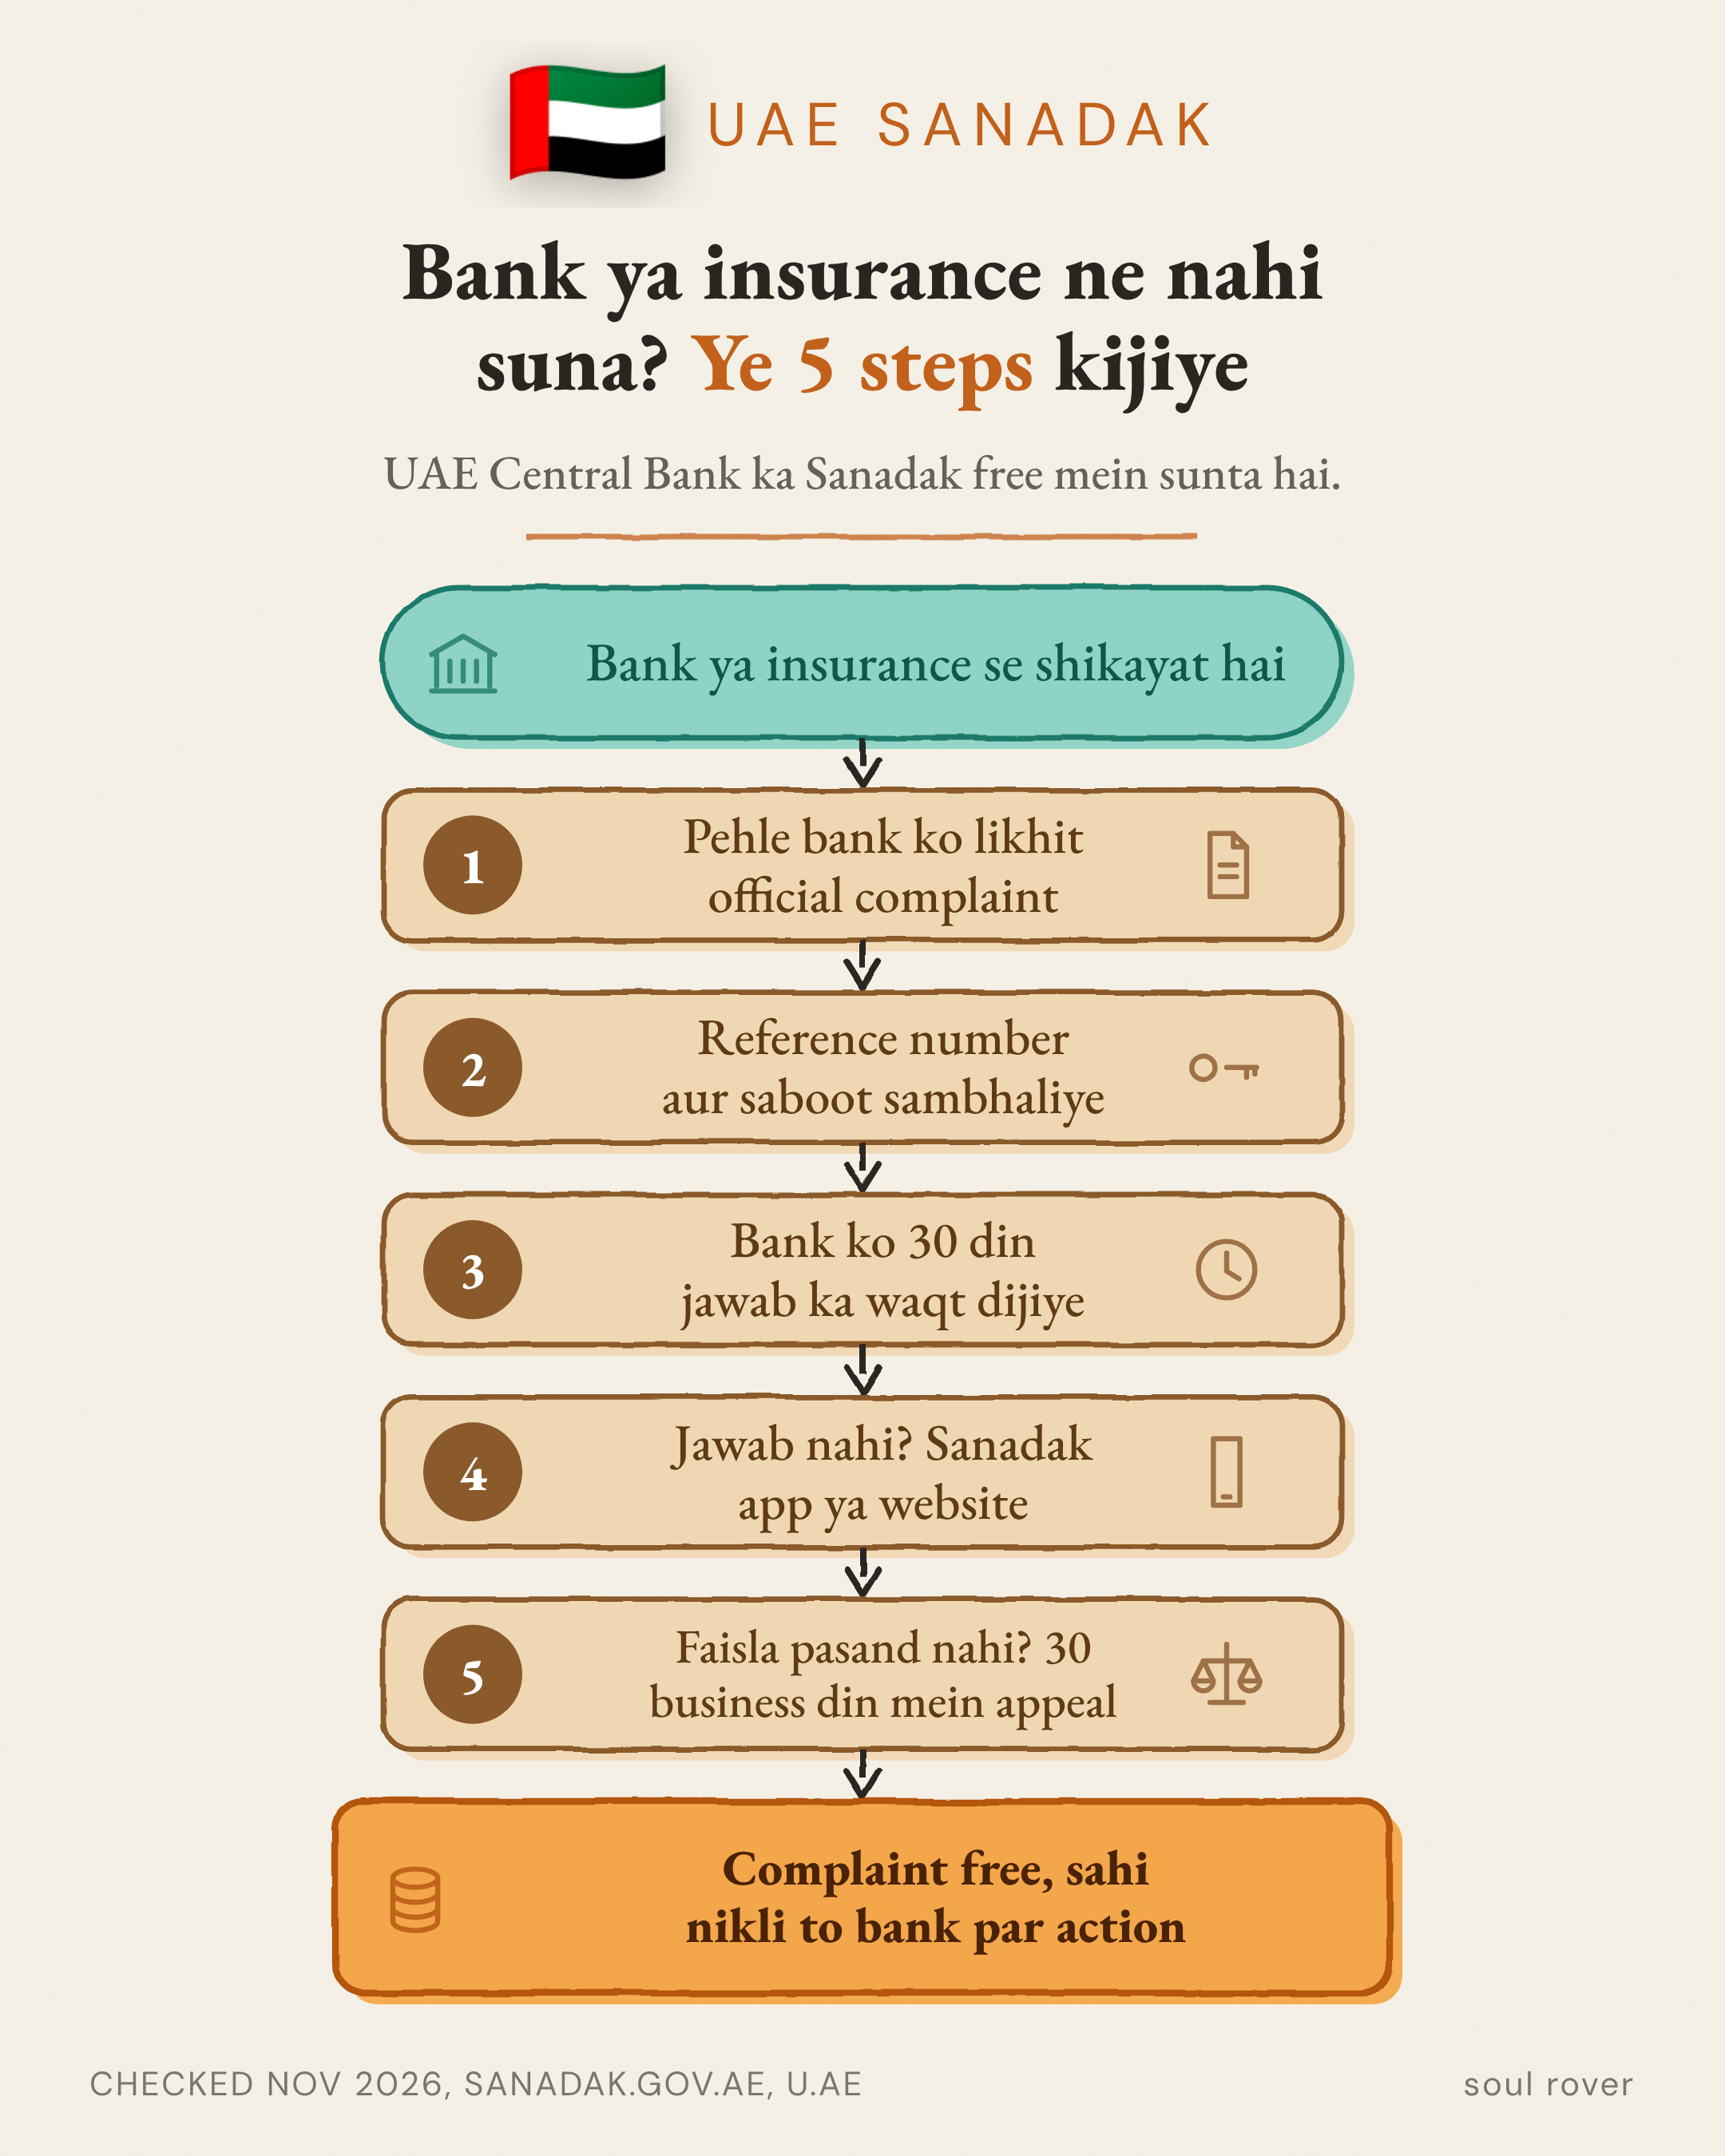 UAE SANADAK
Bank ya insurance ne nahi
suna? Ye 5 steps kijiye
UAE Central Bank ka Sanadak free mein sunta hai.
Bank ya insurance se shikayat hai
1
Pehle bank ko likhit
official complaint
2
Reference number
aur saboot sambhaliye
3
Bank ko 30 din
jawab ka waqt dijiye
4
Jawab nahi? Sanadak
app ya website
5
Faisla pasand nahi? 30
business din mein appeal
Complaint free, sahi
nikli to bank par action
CHECKED NOV 2026, SANADAK.GOV.AE, U.AE
soul rover